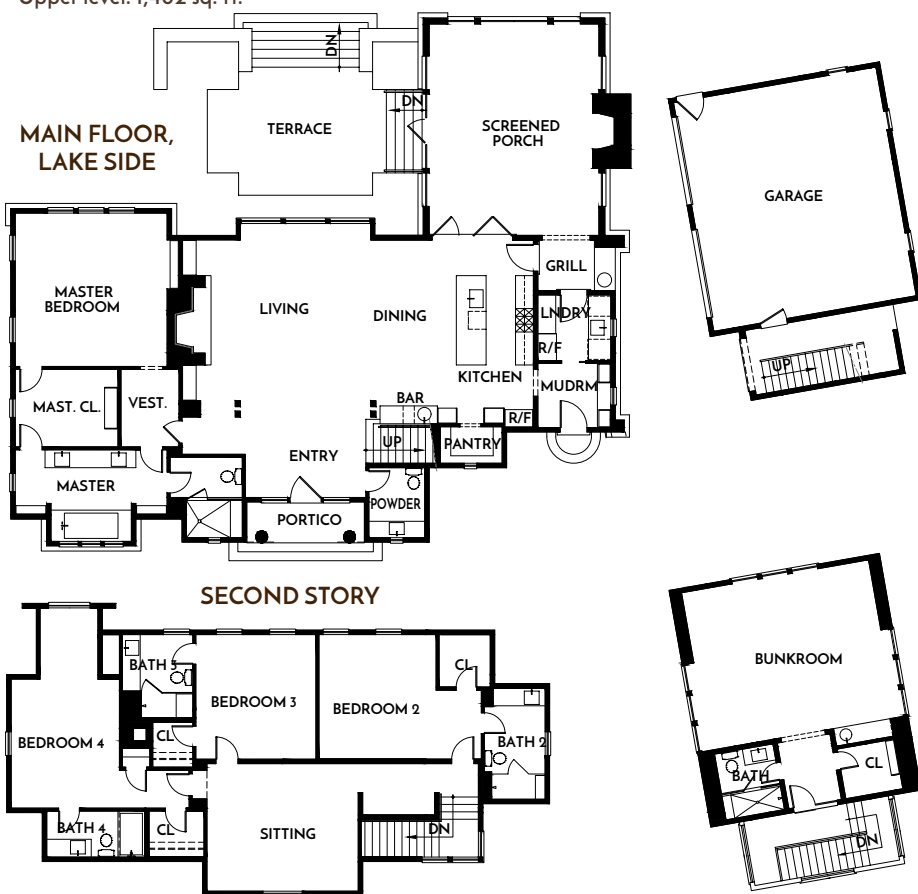 Upper level: 1,462 sq. ft.
DN
DN
TERRACE
SCREENED
PORCH
MAIN FLOOR,
LAKE SIDE
GARAGE
GRILL
MASTER
BEDROOM
LIVING
DINING
LNDRY
R/F
UP
KITCHEN
MUDRM
MAST. CL.
VEST.
BAR
R/F
UP
PANTRY
ENTRY
MASTER
POWDER
PORTICO
SECOND STORY
BATH 3
CL
BUNKROOM
BEDROOM 3
BEDROOM 2
BEDROOM 4
CL
BATH 2
BATH
CL
BATH 4
CL
SITTING
DN
DN